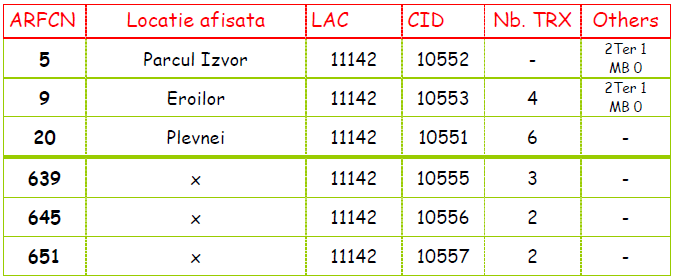 ARFCN Locatie afisata LAC CID Nb. TRX Others
5 Parcul Izvor 11142 10552 - 2Ter 1
MB 0
9 Eroilor 11142 10553 4 2Ter 1
MB 0
20 Plevnei 11142 10551 6 -
639 x 11142 10555 3 -
645 x 11142 10556 2 -
651 x 11142 10557 2 -